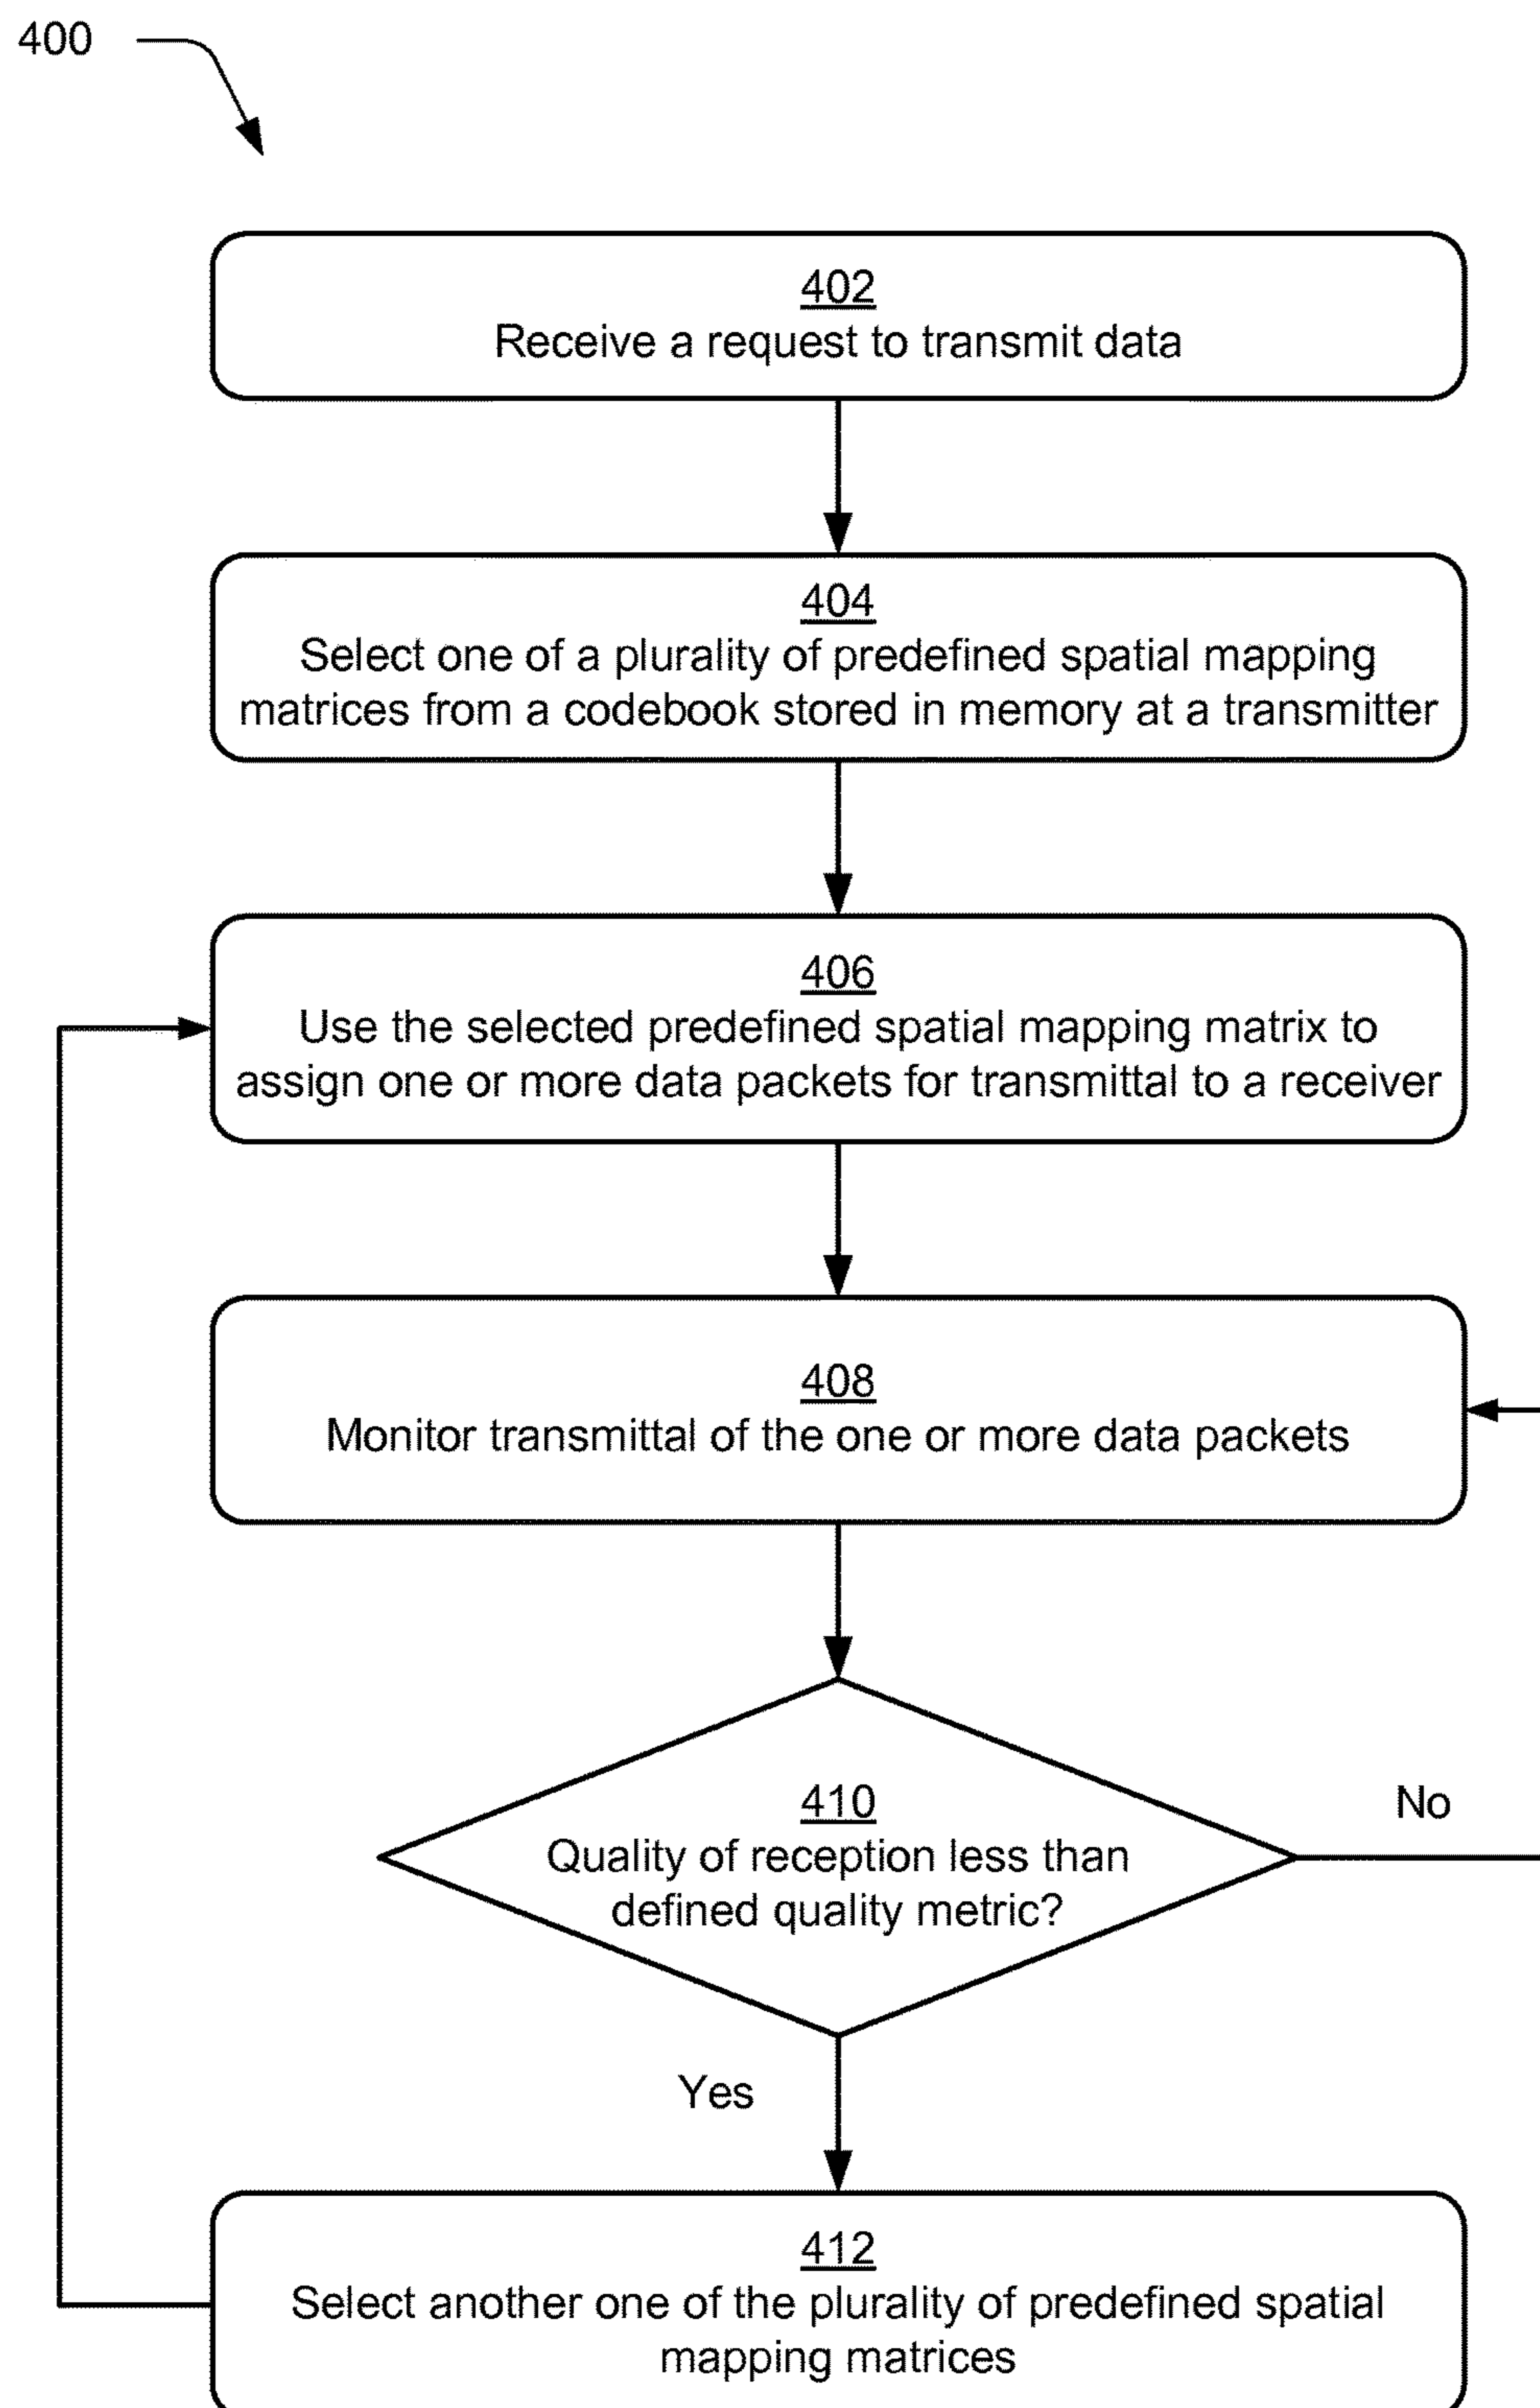 400
402
Receive a request to transmit data
404
Select one of a plurality of predefined spatial mapping
matrices from a codebook stored in memory at a transmitter
406
Use the selected predefined spatial mapping matrix to
assign one or more data packets for transmittal to a receiver
408
Monitor transmittal of the one or more data packets
410
Quality of reception less than
defined quality metric?
No
Yes
412
Select another one of the plurality of predefined spatial
mapping matrices